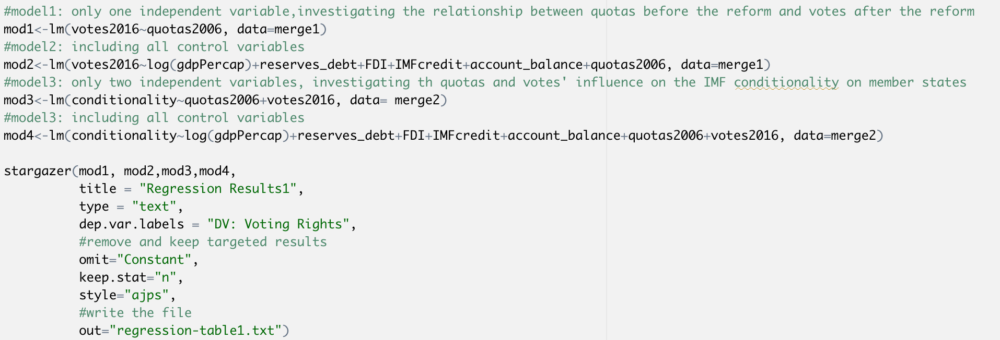 #model1: only one independent variable,investigating the relationship between quotas before the reform and votes after the reform
mod1<-lm(votes2016~quotas2006, data=merge1)
#model2: including all control variables
mod2<-lm(votes2016~log(gdpPercap)+reserves_debt+FDI+IMFcredit+account_balance+quotas2006, data=merge1)
#model3: only two independent variables, investigating th quotas and votes' influence on the IMF conditionality on member states
mod3<-lm(conditionality~quotas2006+votes2016, data= merge2)
#model3: including all control variables
mod4<-lm(conditionality~log(gdpPercap)+reserves_debt+FDI+IMFcredit+account_balance+quotas2006+votes2016, data=merge2)

stargazer(mod1, mod2,mod3,mod4,
          title = "Regression Results1",
          type = "text",
          dep.var.labels = "DV: Voting Rights",
          #remove and keep targeted results
          omit="Constant",
          keep.stat="n",
          style="ajps",
          #write the file
          out="regression-table1.txt")